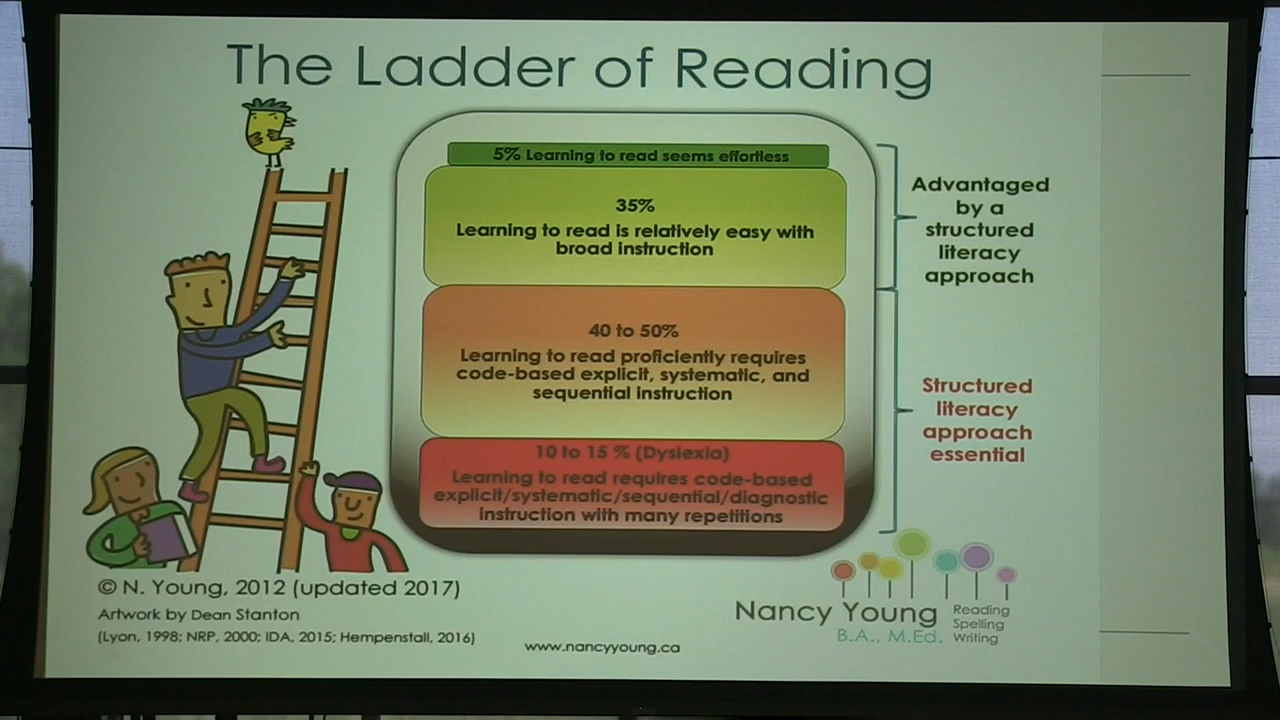 The Ladder of Reading
5% Learning to read seems effortless
35%
Learning to read is relatively easy with
broad instruction
40 to 50%
Learning to read proficiently requires
code-based explicit, systematic, and
sequential instruction
10 to 15 % (Dyslexia)
Learning to read requires code-based
explicit/systematic/sequential/diagnostic
instruction with many repetitions
Advantaged
by a
structured
literacy
approach
Structured
literacy
approach
essential
© N. Young, 2012 (updated 2017)
Artwork by Dean Stanton
(Lyon, 1998; NRP, 2000; IDA, 2015; Hempenstall, 2016)
www.nancyyoung.ca
Nancy Young
B.A., M.Ed.
Reading
Spelling
Writing